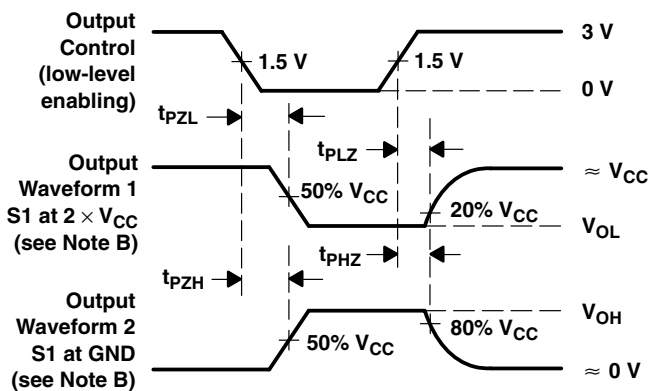 Output
Control
(low-level
enabling)
1.5 V
1.5 V
3 V
0 V
tPZL
tPLZ
Output
Waveform 1
S1 at 2 × VCC
(see Note B)
50% VCC
20% VCC
≈ VCC
VOL
tPZH
tPHZ
Output
Waveform 2
S1 at GND
(see Note B)
50% VCC
80% VCC
VOH
≈ 0 V